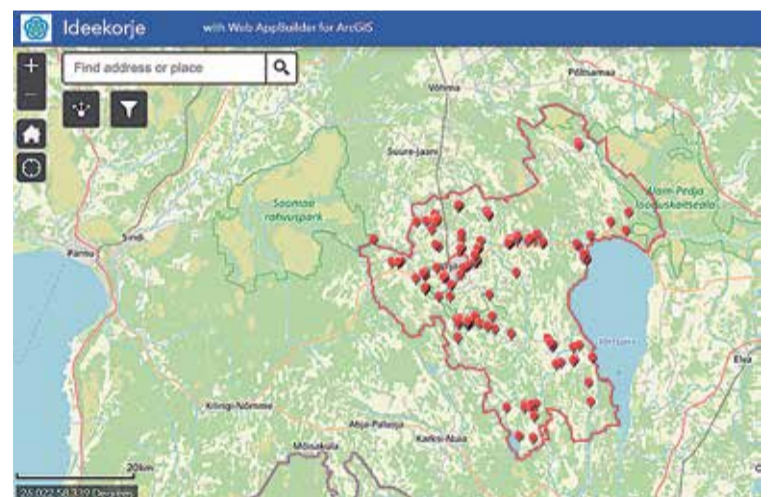 Ideekorje
with Web AppBuilder for ArcGIS
Find address or place
Põltsamaa
Võhma
Suure-Jaani
Soomaa
rahvuspark
Alam-Pedja
looduskaitseala
Sindi
Pärnu
Elva
Kilingi-Nõmme
Abja-Paluoja
Karksi-Nuia
Mõisaküla
20km